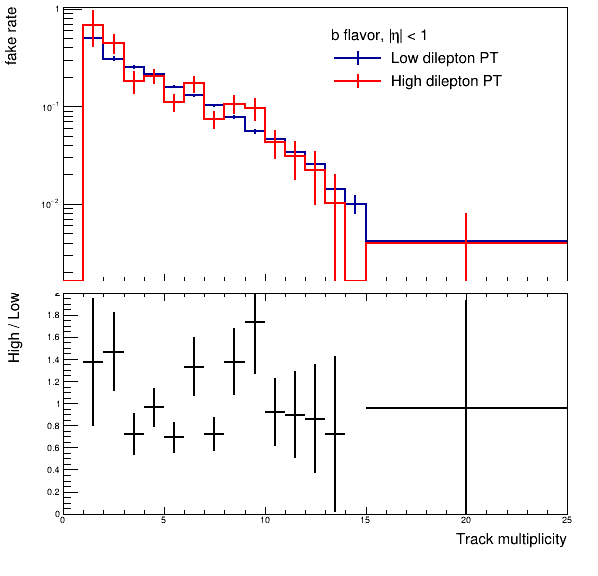 fake rate
1
10⁻¹
10⁻²
b flavor, |η| < 1
Low dilepton PT
High dilepton PT
High / Low
2
1.8
1.6
1.4
1.2
1
0.8
0.6
0.4
0.2
0
0 5 10 15 20 25
Track multiplicity